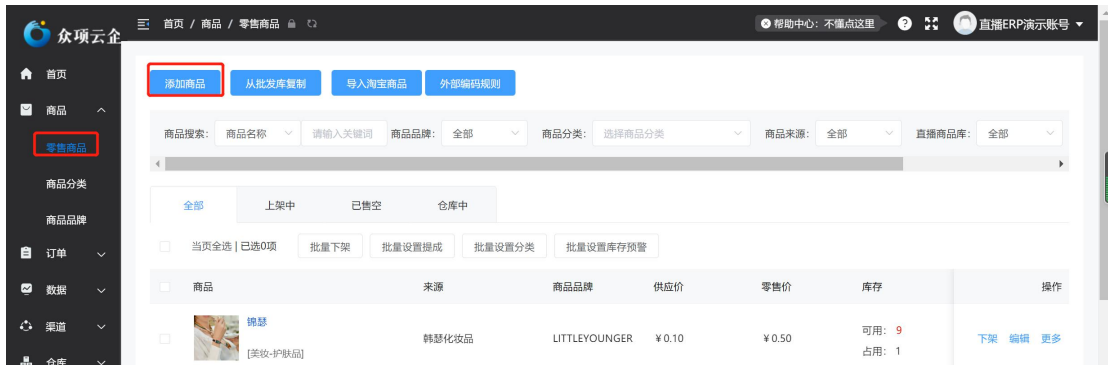 众项云企
首页 / 商品 / 零售商品
帮助中心：不懂点这里
直播ERP演示账号
首页
商品
零售商品
商品分类
商品品牌
订单
数据
渠道
仓库
添加商品
从批发库复制
导入淘宝商品
外部编码规则
商品搜索： 商品名称 请输入关键词 商品品牌： 全部 商品分类： 选择商品分类 商品来源： 全部 直播商品库： 全部
全部 上架中 已售空 仓库中
当页全选 | 已选0项 批量下架 批量设置提成 批量设置分类 批量设置库存预警
商品 来源 商品品牌 供应价 零售价 库存 操作
锦瑟
[美妆-护肤品]
韩瑟化妆品 LITTLEYOUNGER ¥0.10 ¥0.50
可用： 9
占用： 1
下架 编辑 更多